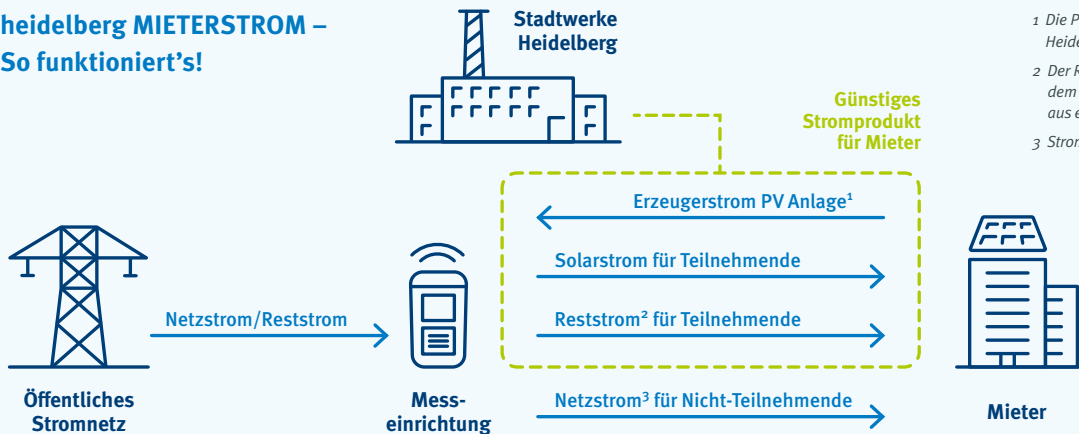 heidelberg MIETERSTROM –
So funktioniert's!
Stadtwerke
Heidelberg
1 Die
Heide
2 Der
dem
aus e
3 Stron
Günstiges
Stromprodukt
für Mieter
Erzeugerstrom PV Anlage¹
Solarstrom für Teilnehmende
Netzstrom/Reststrom
Reststrom² für Teilnehmende
Netzstrom³ für Nicht-Teilnehmende
Öffentliches
Stromnetz
Mess-
einrichtung
Mieter